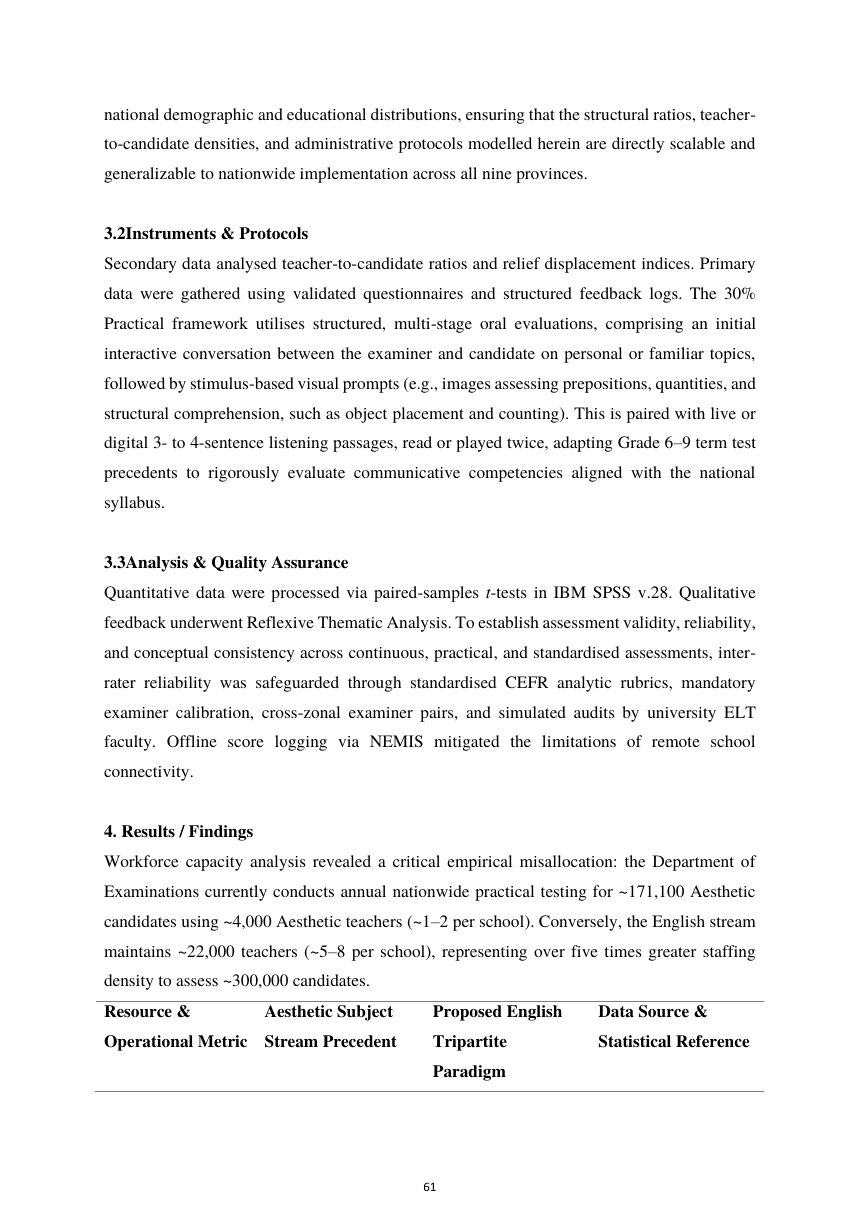 national demographic and educational distributions, ensuring that the structural ratios, teacher-
to-candidate densities, and administrative protocols modelled herein are directly scalable and
generalizable to nationwide implementation across all nine provinces.
3.2Instruments & Protocols
Secondary data analysed teacher-to-candidate ratios and relief displacement indices. Primary
data were gathered using validated questionnaires and structured feedback logs. The 30%
Practical framework utilises structured, multi-stage oral evaluations, comprising an initial
interactive conversation between the examiner and candidate on personal or familiar topics,
followed by stimulus-based visual prompts (e.g., images assessing prepositions, quantities, and
structural comprehension, such as object placement and counting). This is paired with live or
digital 3- to 4-sentence listening passages, read or played twice, adapting Grade 6–9 term test
precedents to rigorously evaluate communicative competencies aligned with the national
syllabus.
3.3Analysis & Quality Assurance
Quantitative data were processed via paired-samples t-tests in IBM SPSS v.28. Qualitative
feedback underwent Reflexive Thematic Analysis. To establish assessment validity, reliability,
and conceptual consistency across continuous, practical, and standardised assessments, inter-
rater reliability was safeguarded through standardised CEFR analytic rubrics, mandatory
examiner calibration, cross-zonal examiner pairs, and simulated audits by university ELT
faculty. Offline score logging via NEMIS mitigated the limitations of remote school
connectivity.
4. Results / Findings
Workforce capacity analysis revealed a critical empirical misallocation: the Department of
Examinations currently conducts annual nationwide practical testing for ~171,100 Aesthetic
candidates using ~4,000 Aesthetic teachers (~1–2 per school). Conversely, the English stream
maintains ~22,000 teachers (~5–8 per school), representing over five times greater staffing
density to assess ~300,000 candidates.
Resource & Aesthetic Subject Proposed English Data Source &
Operational Metric Stream Precedent Tripartite Statistical Reference
Paradigm
61